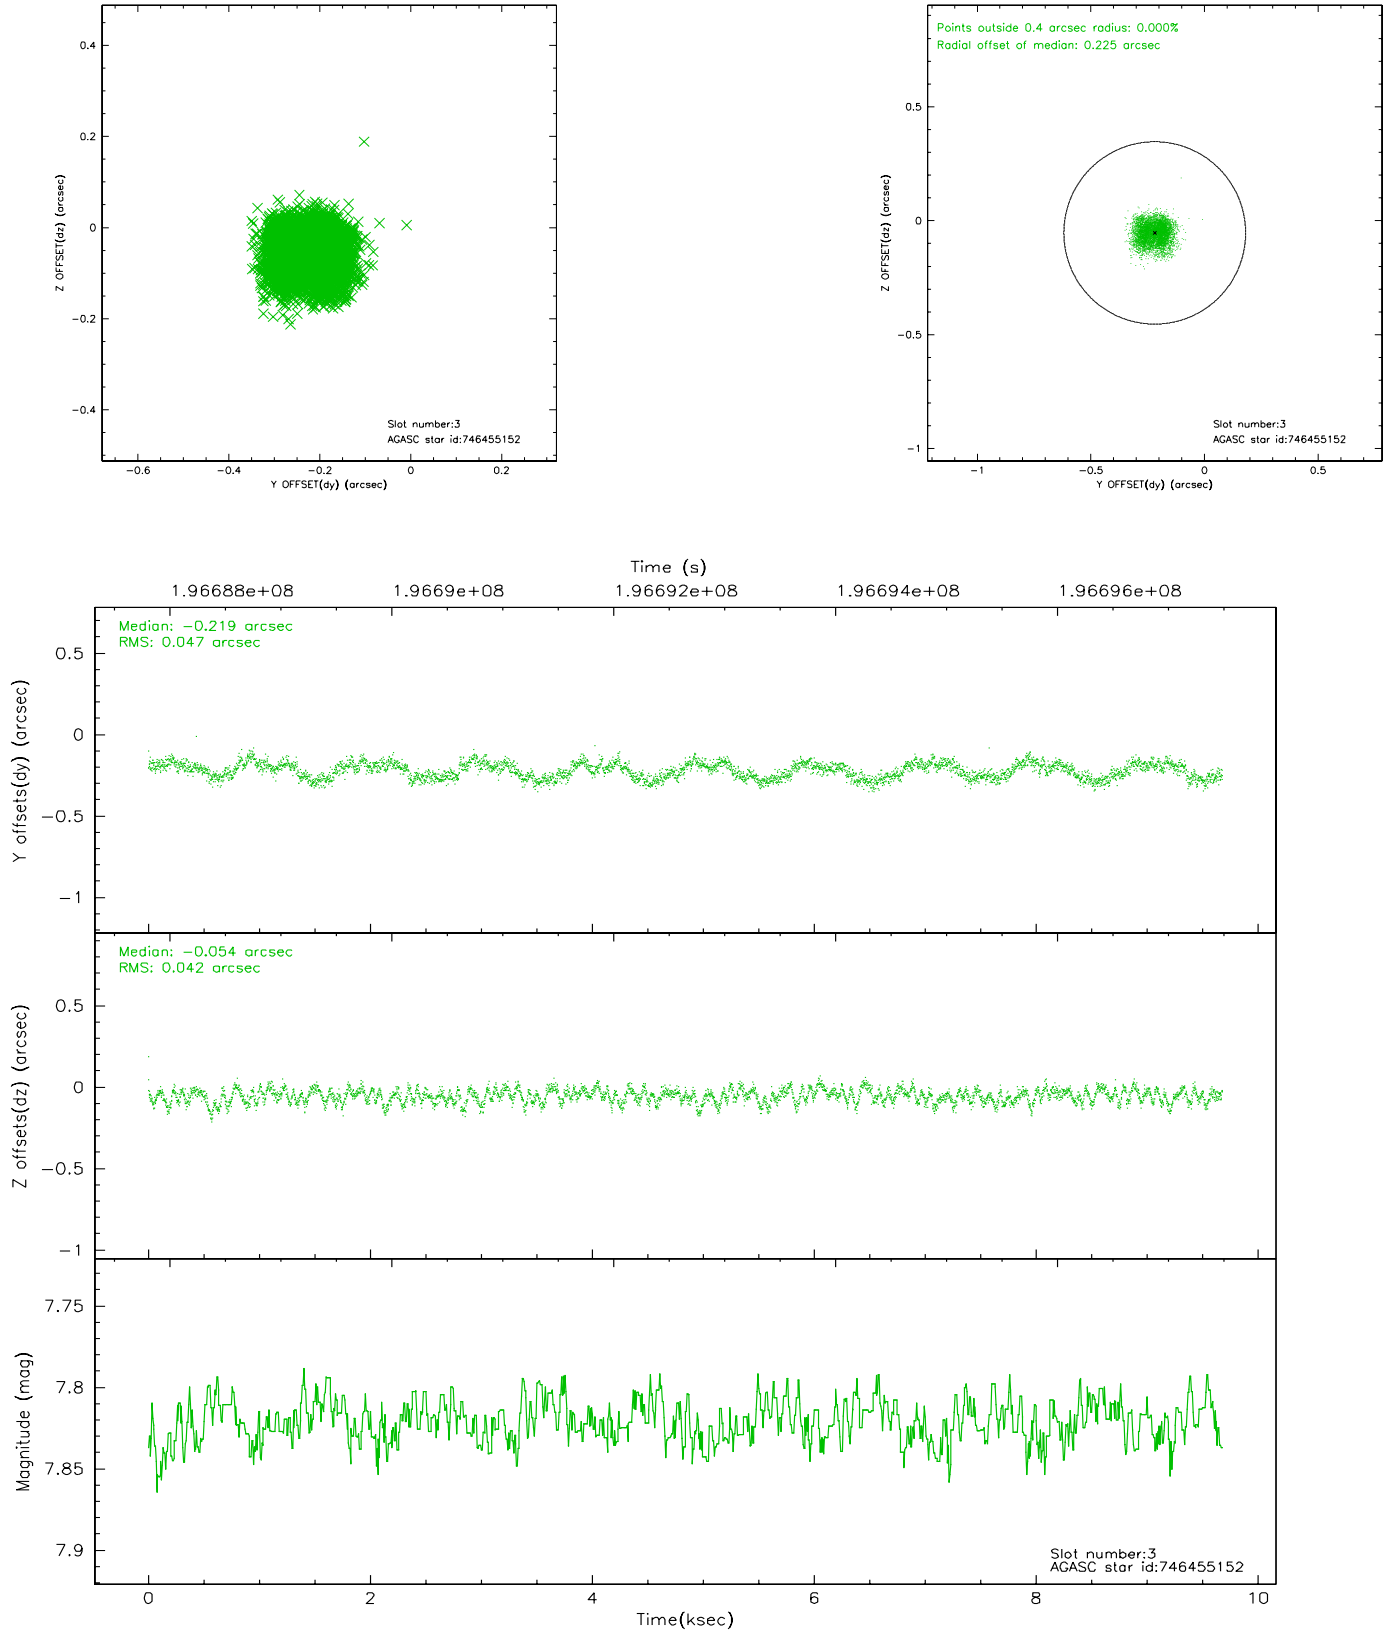 0.4
0.2
0
−0.2
−0.4
Z OFFSET(dz) (arcsec)
Slot number:3
AGASC star id:746455152
−0.6 −0.4 −0.2 0 0.2
Y OFFSET(dy) (arcsec)
Points outside 0.4 arcsec radius: 0.000%
Radial offset of median: 0.225 arcsec
0.5
0
−0.5
−1
Z OFFSET(dz) (arcsec)
Slot number:3
AGASC star id:746455152
−1 −0.5 0 0.5
Y OFFSET(dy) (arcsec)
Time (s)
1.96688e+08 1.9669e+08 1.96692e+08 1.96694e+08 1.96696e+08
Median: −0.219 arcsec
RMS: 0.047 arcsec
0.5
0
−0.5
−1
Y offsets(dy) (arcsec)
Median: −0.054 arcsec
RMS: 0.042 arcsec
0.5
0
−0.5
−1
Z offsets(dz) (arcsec)
7.75
7.8
7.85
7.9
Magnitude (mag)
Slot number:3
AGASC star id:746455152
0 2 4 6 8 10
Time(ksec)